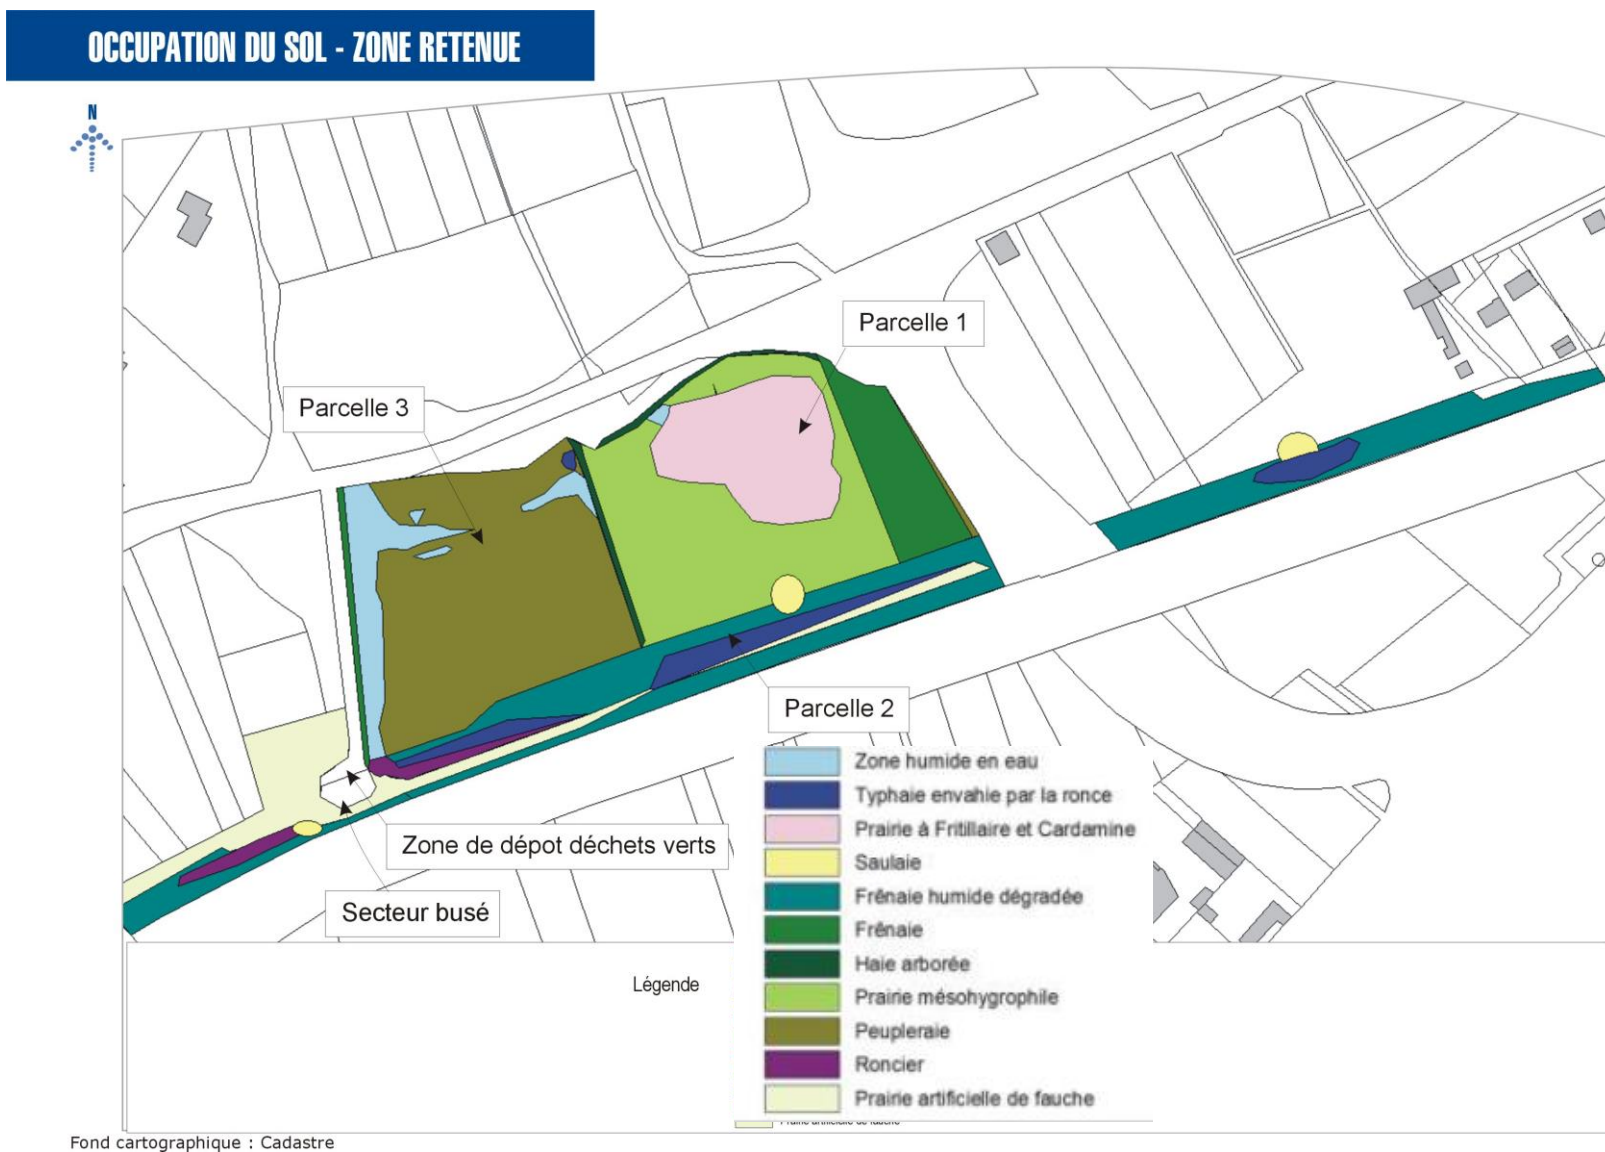 OCCUPATION DU SOL - ZONE RETENUE
N
Parcelle 1
Parcelle 3
Parcelle 2
Zone de dépot déchets verts
Secteur busé
Légende
Zone humide en eau
Typhaie envahie par la ronce
Prairie à Fritillaire et Cardamine
Saulaie
Frênaie humide dégradée
Frênaie
Haie arborée
Prairie mésohygrophile
Peupleraie
Roncier
Prairie artificielle de fauche
Fond cartographique : Cadastre